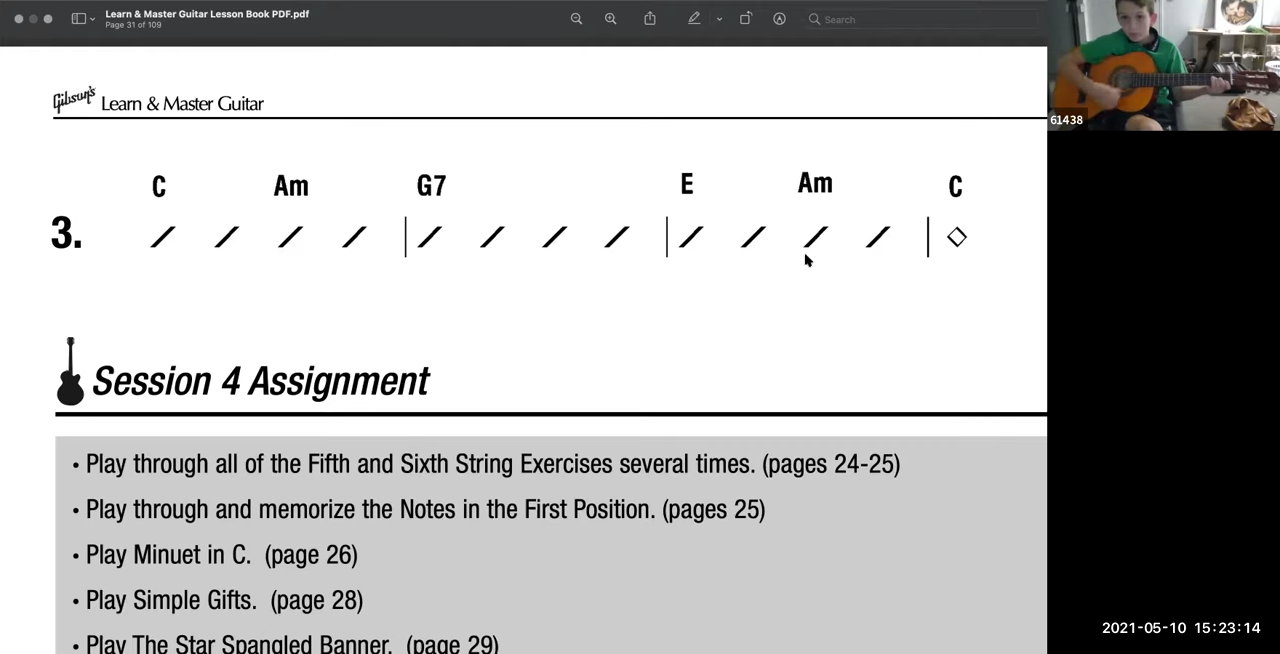 Learn & Master Guitar Lesson Book PDF.pdf
Page 31 of 109
Search
61438
Gibson's Learn & Master Guitar
C Am G7 E Am C
3.
Session 4 Assignment
• Play through all of the Fifth and Sixth String Exercises several times. (pages 24-25)
• Play through and memorize the Notes in the First Position. (pages 25)
• Play Minuet in C. (page 26)
• Play Simple Gifts. (page 28)
• Play The Star Spangled Banner. (page 29)
2021-05-10 15:23:14